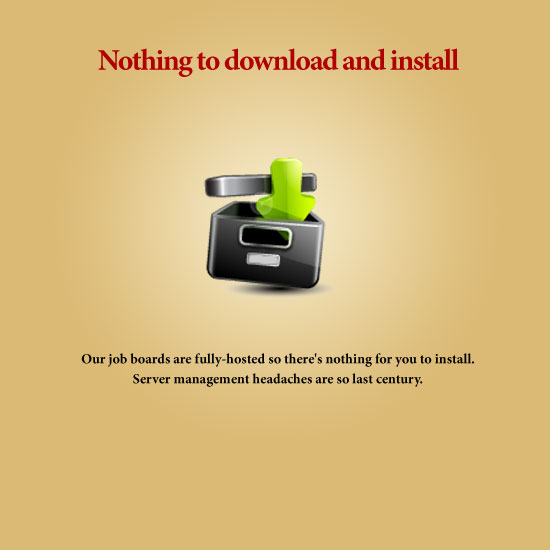 Nothing to download and install
Our job boards are fully-hosted so there's nothing for you to install.
Server management headaches are so last century.